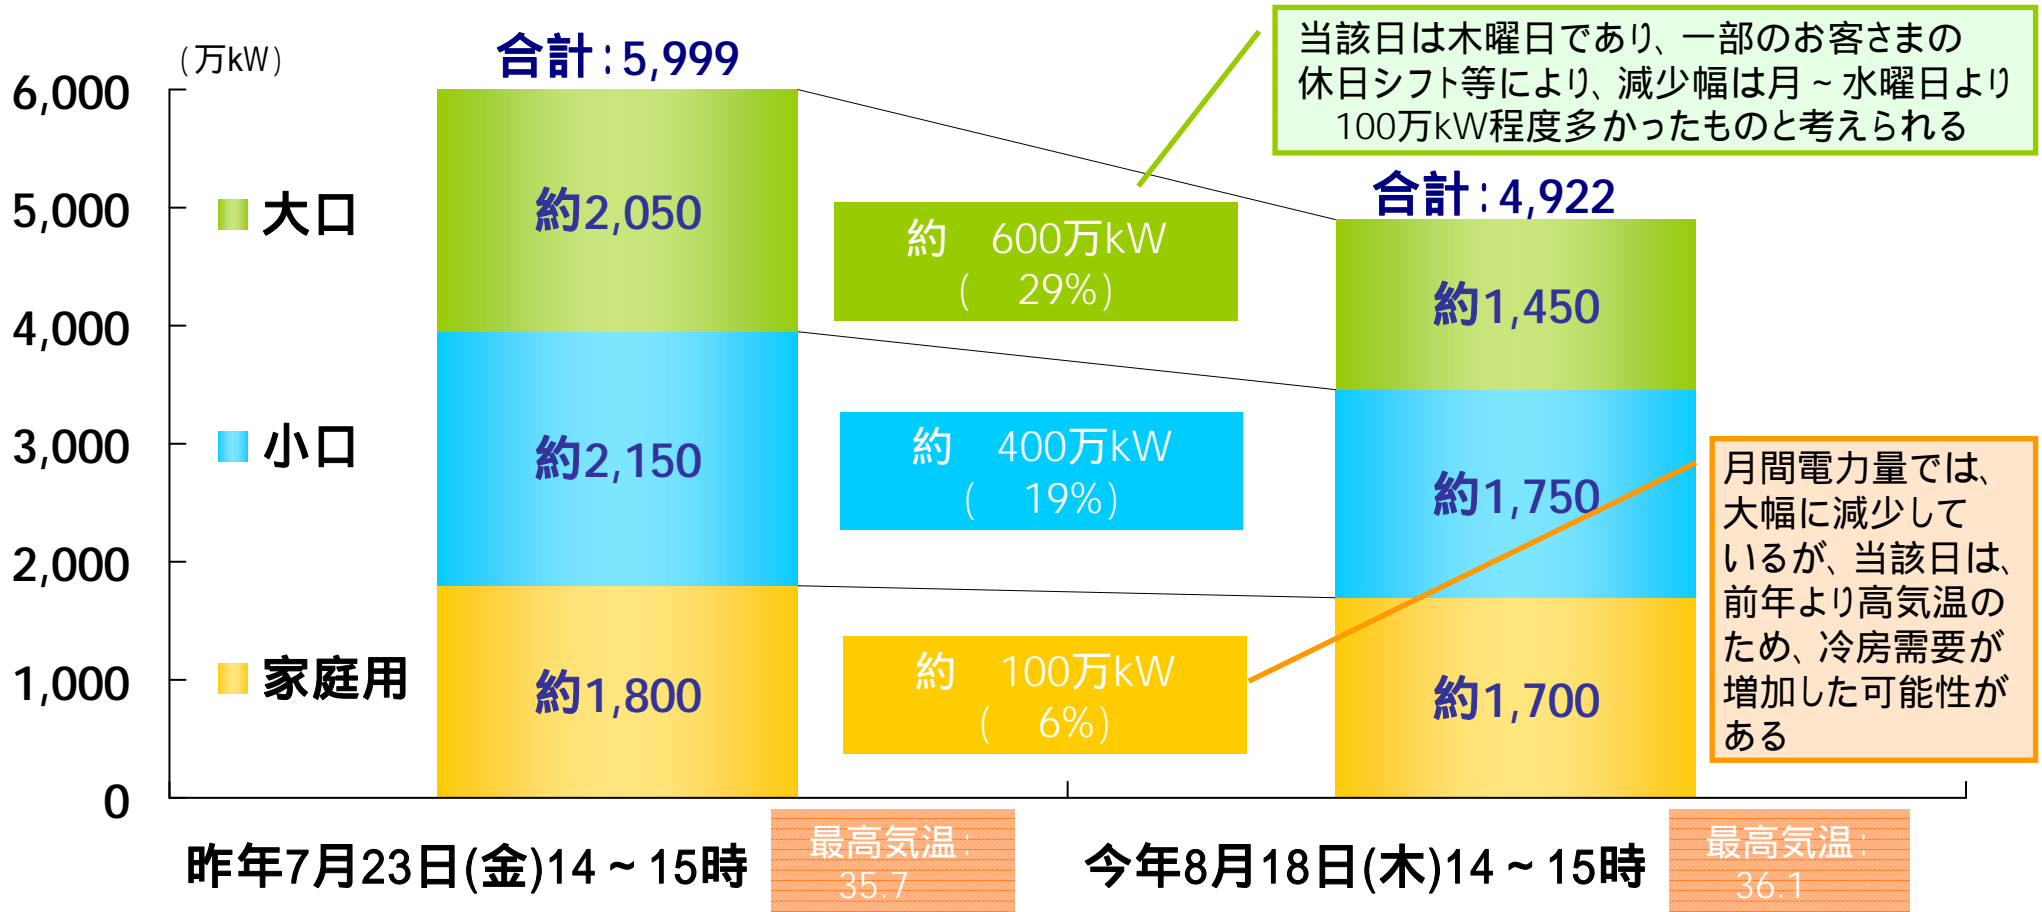 (万kW)
合計:5,999
当該日は木曜日であり、一部のお客さまの
休日シフト等により、減少幅は月～水曜日より
100万kW程度多かったものと考えられる
6,000
5,000
4,000
3,000
2,000
1,000
0
大口
小口
家庭用
約2,050
約2,150
約1,800
約 600万kW
( 29%)
約 400万kW
( 19%)
約 100万kW
( 6%)
合計:4,922
約1,450
約1,750
約1,700
月間電力量では、
大幅に減少して
いるが、当該日は、
前年より高気温の
ため、冷房需要が
増加した可能性が
ある
昨年7月23日(金)14～15時
最高気温:
35.7
今年8月18日(木)14～15時
最高気温:
36.1